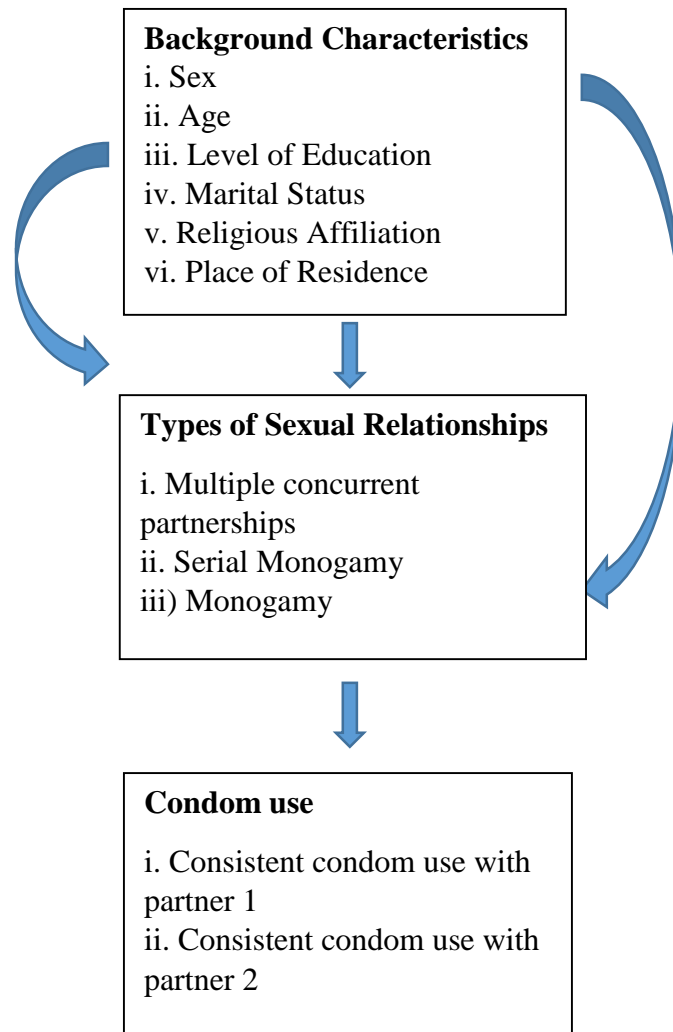 Background Characteristics
i. Sex
ii. Age
iii. Level of Education
iv. Marital Status
v. Religious Affiliation
vi. Place of Residence
Types of Sexual Relationships
i. Multiple concurrent
partnerships
ii. Serial Monogamy
iii) Monogamy
Condom use
i. Consistent condom use with
partner 1
ii. Consistent condom use with
partner 2